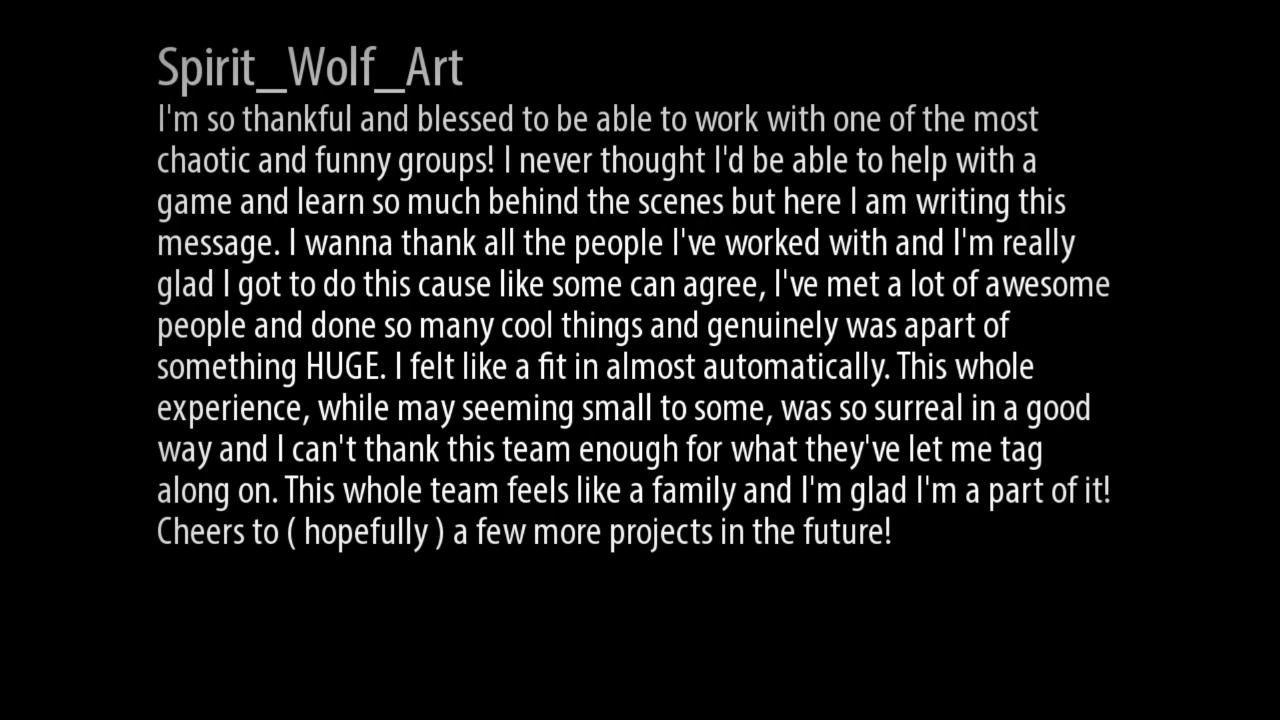 Spirit_Wolf_Art
I'm so thankful and blessed to be able to work with one of the most
chaotic and funny groups! I never thought I'd be able to help with a
game and learn so much behind the scenes but here I am writing this
message. I wanna thank all the people I've worked with and I'm really
glad I got to do this cause like some can agree, I've met a lot of awesome
people and done so many cool things and genuinely was apart of
something HUGE. I felt like a fit in almost automatically. This whole
experience, while may seeming small to some, was so surreal in a good
way and I can't thank this team enough for what they've let me tag
along on. This whole team feels like a family and I'm glad I'm a part of it!
Cheers to ( hopefully ) a few more projects in the future!